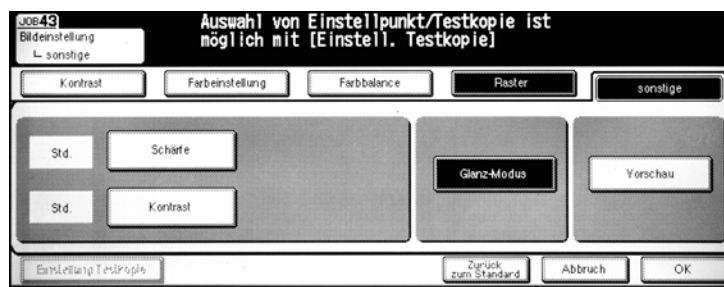 JOB43
Bildeinstellung
sonstige
Auswahl von Einstellpunkt/Testkopie ist
möglich mit [Einstell. Testkopie]
Kontrast
Farbeinstellung
Farbbalance
Raster
sonstige
Std.
Schärfe
Glanz-Modus
Vorschau
Std.
Kontrast
Einstellung Testkopie
Zurück
zum Standard
Abbruch
OK